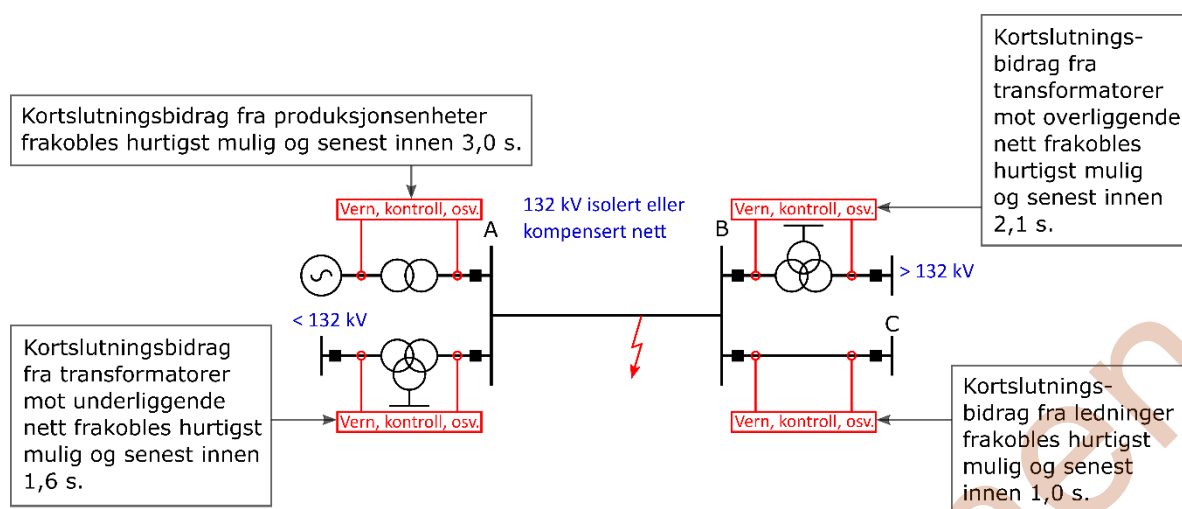 Kortslutningsbidrag fra produksjonsenheter
frakobles hurtigst mulig og senest innen 3,0 s.
Kortslutnings-
bidrag fra
transformatorer
mot overliggende
nett frakobles
hurtigst mulig
og senest innen
2,1 s.
Vern, kontroll, osv.
132 kV isolert eller
kompensert nett
Vern, kontroll, osv.
A
B
> 132 kV
< 132 kV
C
Kortslutningsbidrag
fra transformatorer
mot underliggende
nett frakobles hurtigst
mulig og senest innen
1,6 s.
Vern, kontroll, osv.
Vern, kontroll, osv.
Kortslutnings-
bidrag fra ledninger
frakobles hurtigst
mulig og senest
innen 1,0 s.